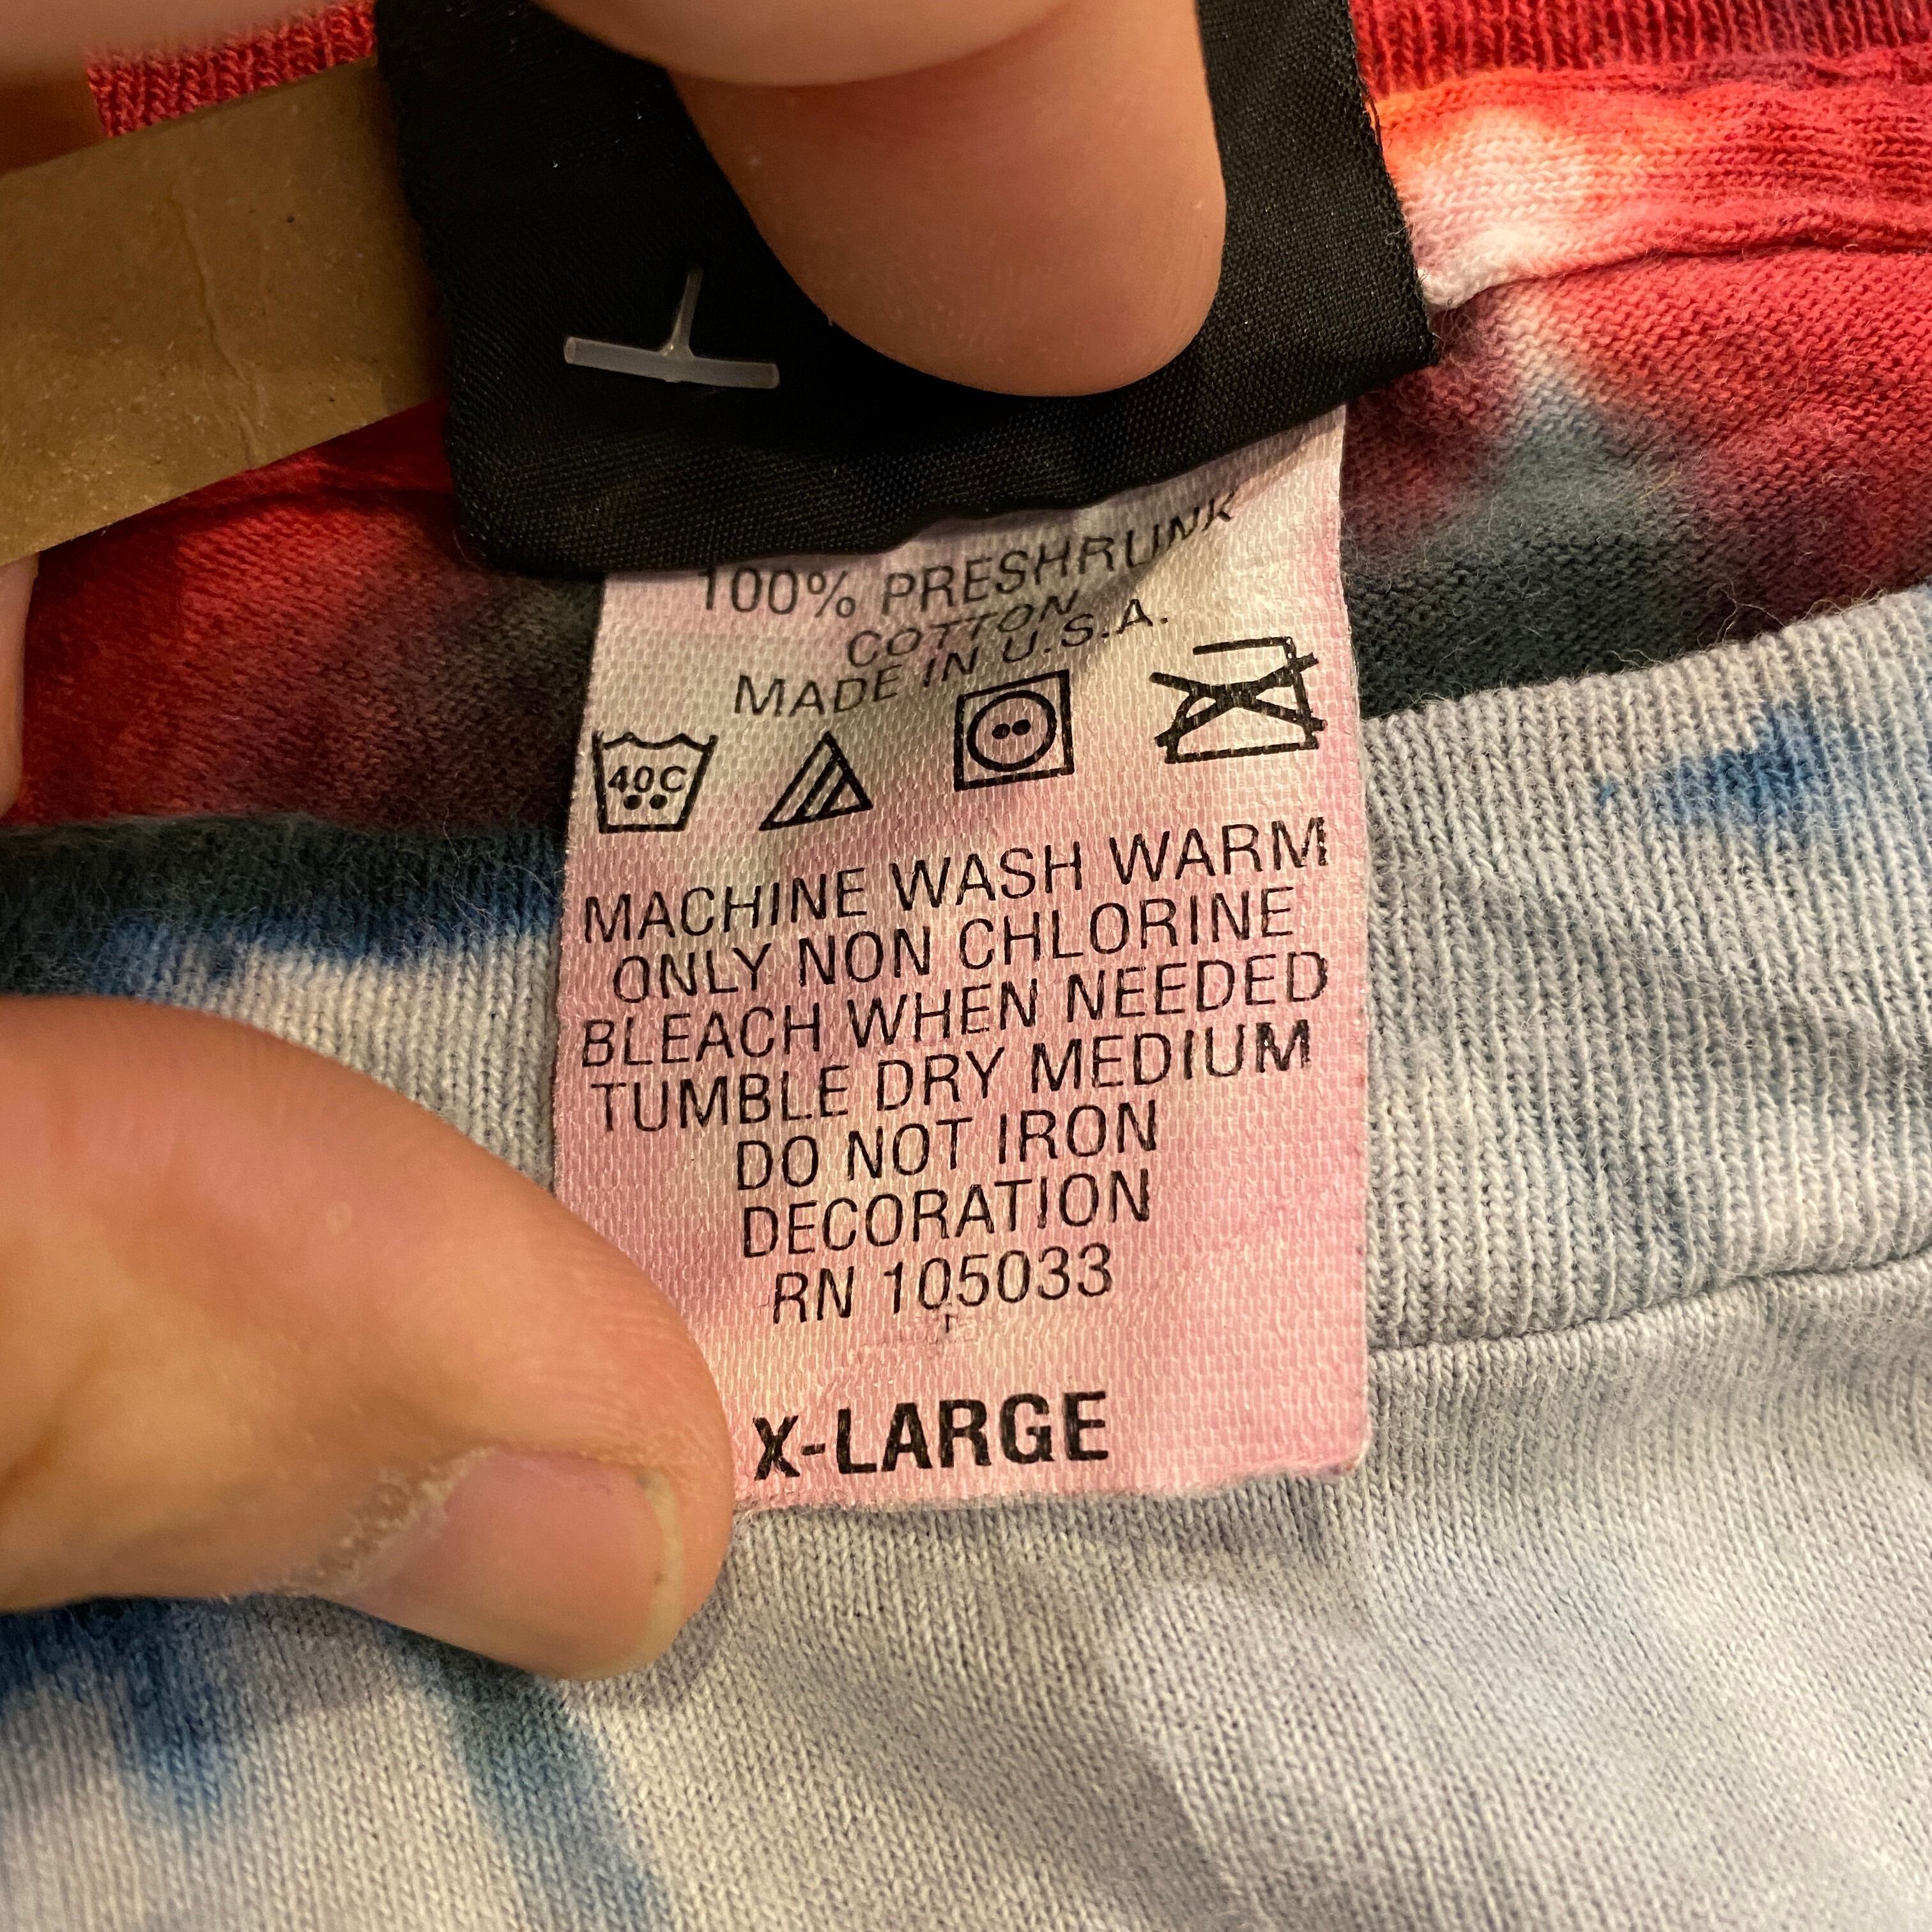 100% PRESHRUNK
COTTON
MADE IN U.S.A.
40C
MACHINE WASH WARM
ONLY NON CHLORINE
BLEACH WHEN NEEDED
TUMBLE DRY MEDIUM
DO NOT IRON
DECORATION
RN 105033
X-LARGE